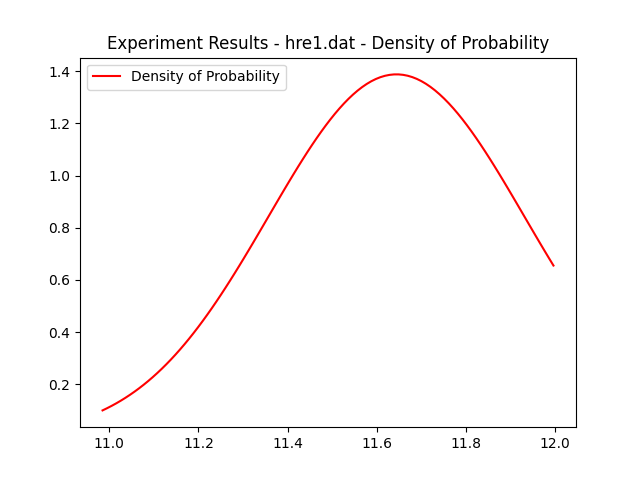 Experiment Results - hre1.dat - Density of Probability
Density of Probability
1.4
1.2
1.0
0.8
0.6
0.4
0.2
11.0 11.2 11.4 11.6 11.8 12.0